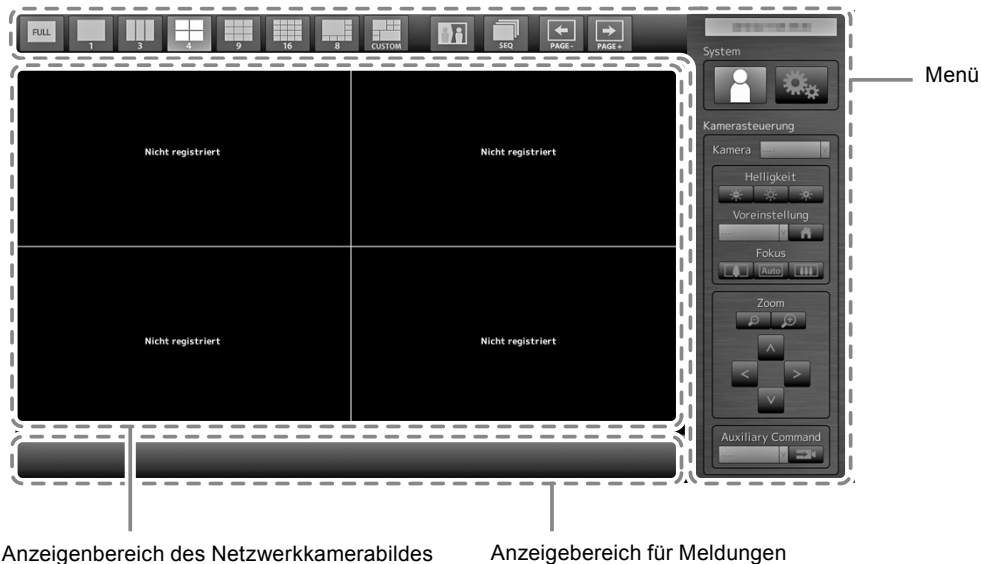 FULL
1
3
4
9
16
8
CUSTOM
SEQ
PAGE-
PAGE+
System
Menü
Kamerasteuerung
Kamera
Nicht registriert
Nicht registriert
Helligkeit
Voreinstellung
Fokus
Auto
Zoom
Nicht registriert
Nicht registriert
Auxiliary Command
Anzeigenbereich des Netzwerkkamerabildes
Anzeigebereich für Meldungen